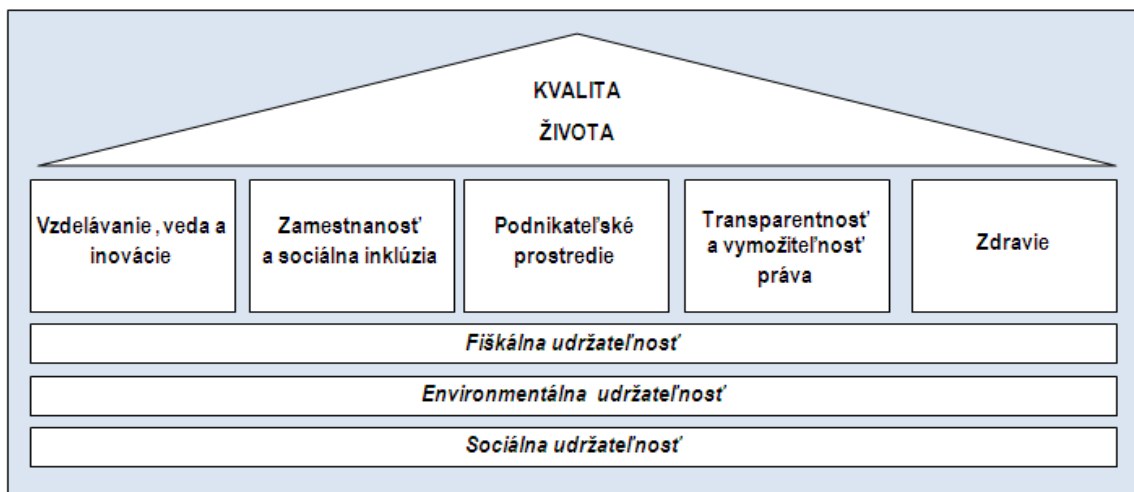 KVALITA
ŽIVOTA
Vzdelávanie, veda a
inovácie
Zamestnanosť
a sociálna inklúzia
Podnikateľské
prostredie
Transparentnosť
a vymožiteľnosť
práva
Zdravie
Fiškálna udržateľnosť
Environmentálna udržateľnosť
Sociálna udržateľnosť